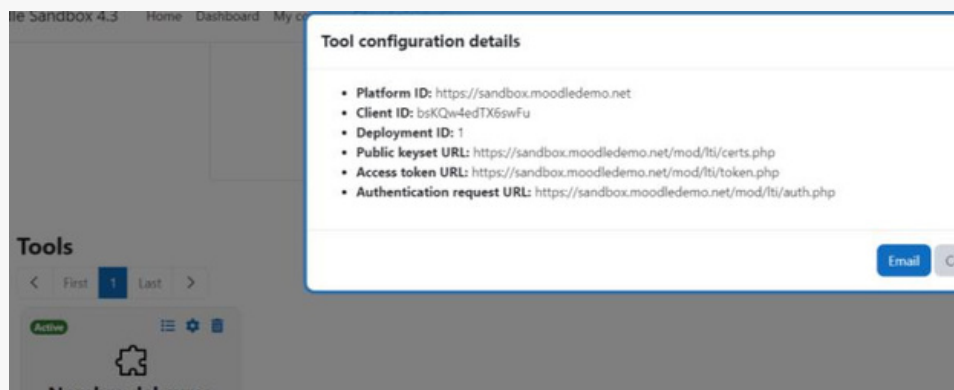 Sandbox 4.3 Home Dashboard My
Tool configuration details
• Platform ID: https://sandbox.moodledemo.net
• Client ID: bsKQw4edTX6swFu
• Deployment ID: 1
• Public keyset URL: https://sandbox.moodledemo.net/mod/lti/certs.php
• Access token URL: https://sandbox.moodledemo.net/mod/lti/token.php
• Authentication request URL: https://sandbox.moodledemo.net/mod/lti/auth.php
Email
Tools
First 1 Last
Active